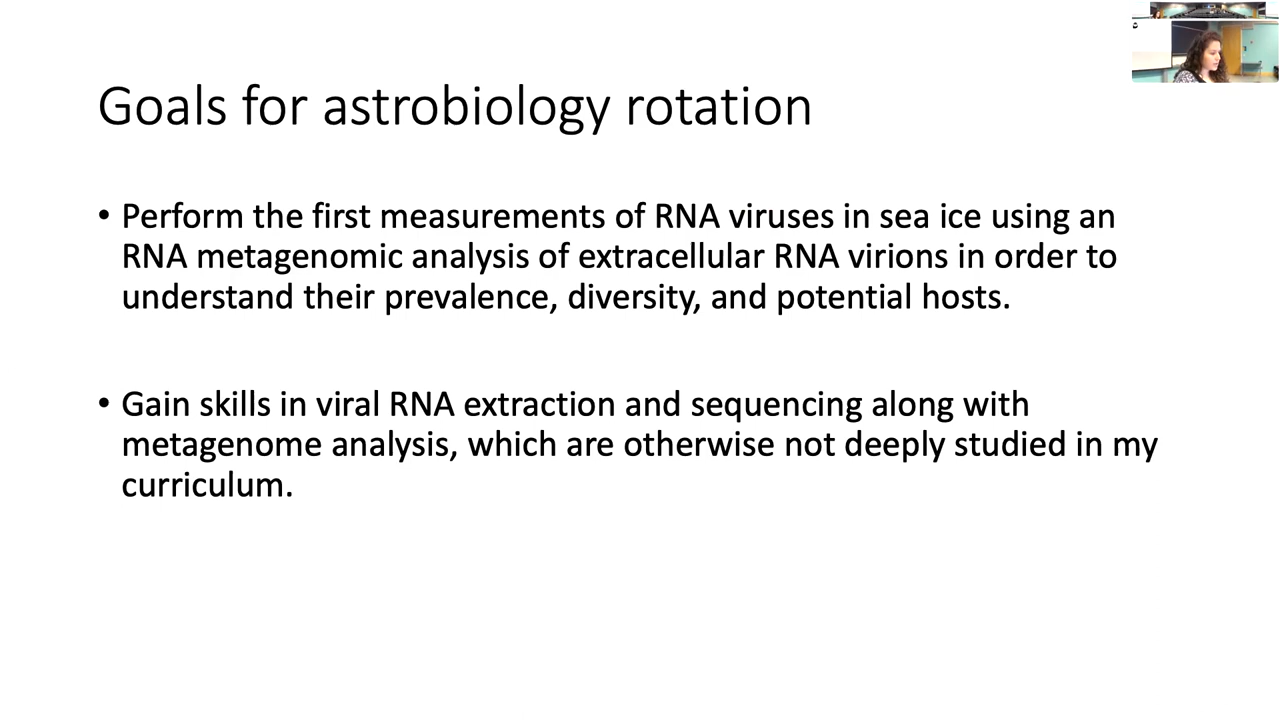 Goals for astrobiology rotation
• Perform the first measurements of RNA viruses in sea ice using an
RNA metagenomic analysis of extracellular RNA virions in order to
understand their prevalence, diversity, and potential hosts.
• Gain skills in viral RNA extraction and sequencing along with
metagenome analysis, which are otherwise not deeply studied in my
curriculum.